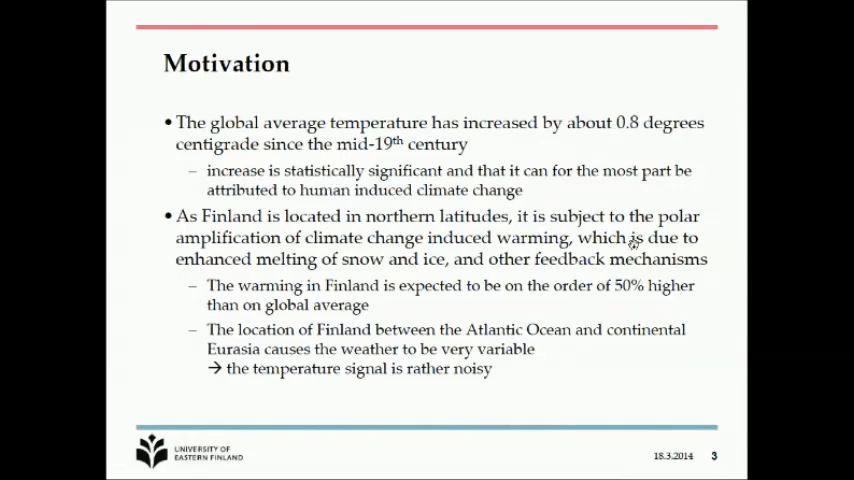 Motivation
• The global average temperature has increased by about 0.8 degrees
centigrade since the mid-19th century
– increase is statistically significant and that it can for the most part be
attributed to human induced climate change
• As Finland is located in northern latitudes, it is subject to the polar
amplification of climate change induced warming, which is due to
enhanced melting of snow and ice, and other feedback mechanisms
– The warming in Finland is expected to be on the order of 50% higher
than on global average
– The location of Finland between the Atlantic Ocean and continental
Eurasia causes the weather to be very variable
→ the temperature signal is rather noisy
UNIVERSITY OF
EASTERN FINLAND
18.3.2014 3